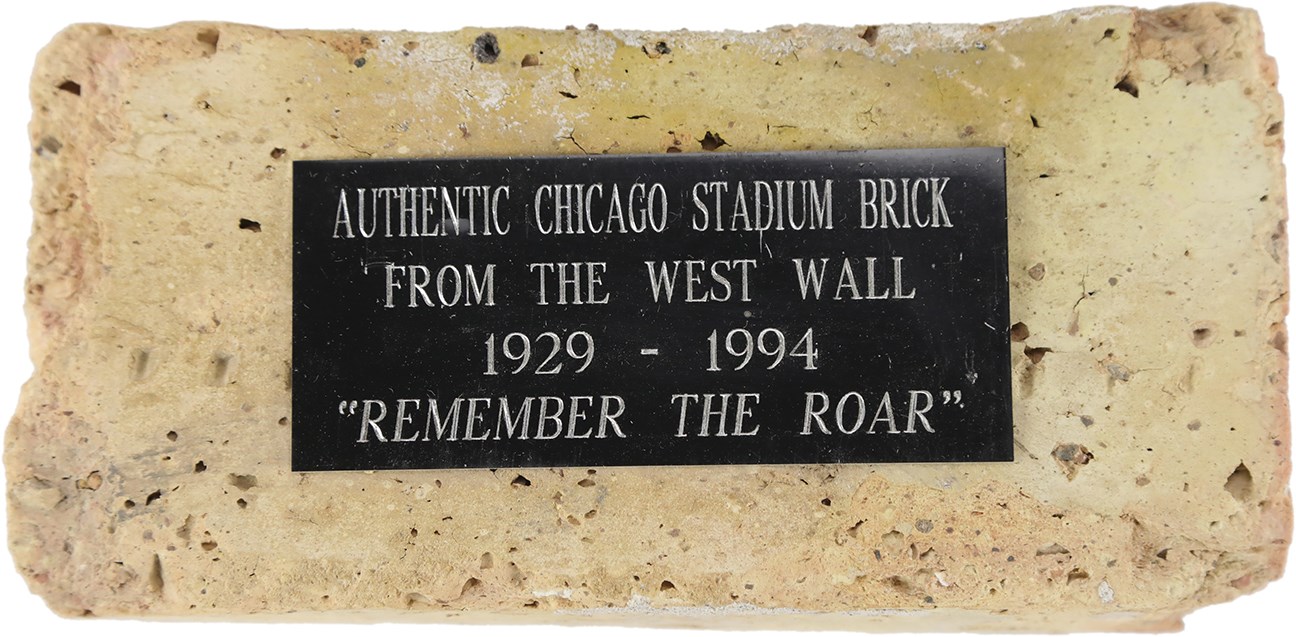 AUTHENTIC CHICAGO STADIUM BRICK
FROM THE WEST WALL
1929 - 1994
“REMEMBER THE ROAR”